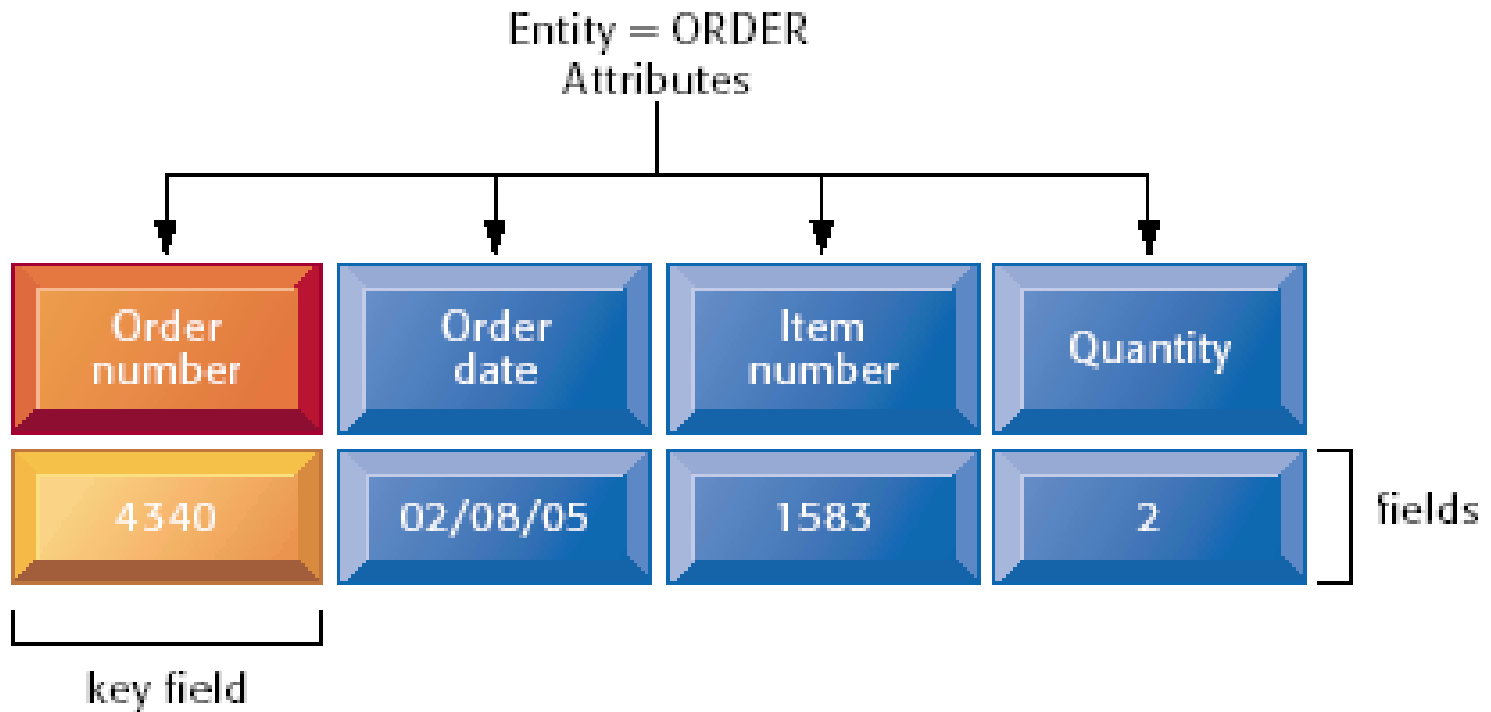 Entity = ORDER
Attributes
Order
number
Order
date
Item
number
Quantity
4340
02/08/05
1583
2
fields
key field